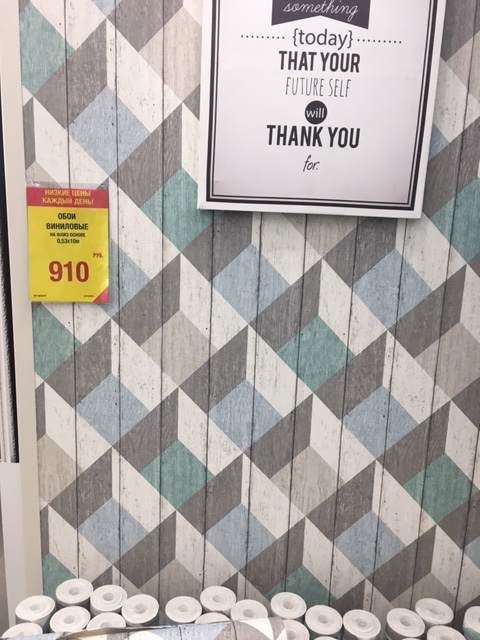 something
{today}
THAT YOUR
FUTURE SELF
will
THANK YOU
for.
НИЗКИЕ ЦЕНЫ
КАЖДЫЙ ДЕНЬ!
ОБОИ
ВИНИЛОВЫЕ
НА ФЛИЗ ОСНОВЕ
0,53х10м
РУБ.
910